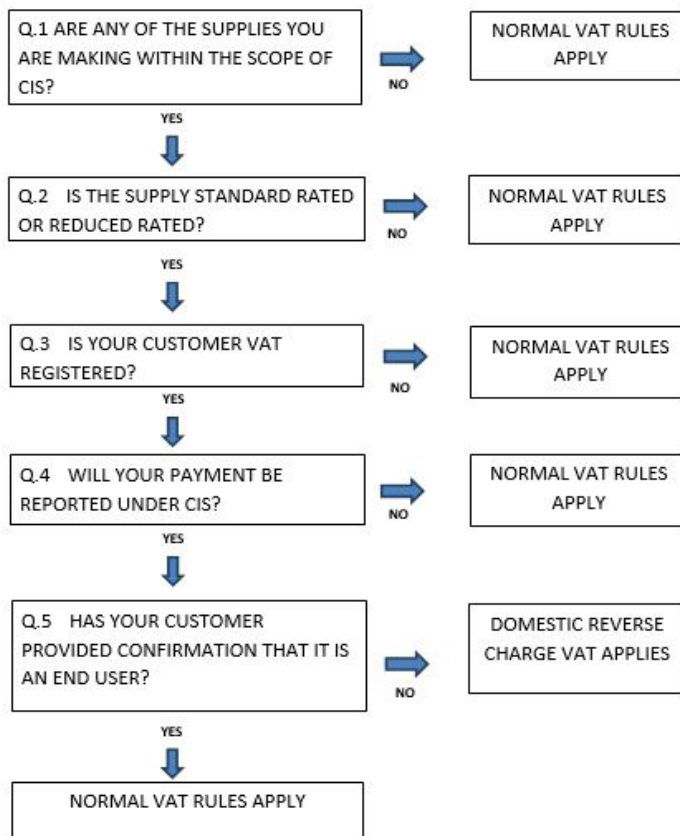 Q.1 ARE ANY OF THE SUPPLIES YOU
ARE MAKING WITHIN THE SCOPE OF
CIS?
NO
NORMAL VAT RULES
APPLY
YES
Q.2 IS THE SUPPLY STANDARD RATED
OR REDUCED RATED?
NO
NORMAL VAT RULES
APPLY
YES
Q.3 IS YOUR CUSTOMER VAT
REGISTERED?
NO
NORMAL VAT RULES
APPLY
YES
Q.4 WILL YOUR PAYMENT BE
REPORTED UNDER CIS?
NO
NORMAL VAT RULES
APPLY
YES
Q.5 HAS YOUR CUSTOMER
PROVIDED CONFIRMATION THAT IT IS
AN END USER?
NO
DOMESTIC REVERSE
CHARGE VAT APPLIES
YES
NORMAL VAT RULES APPLY